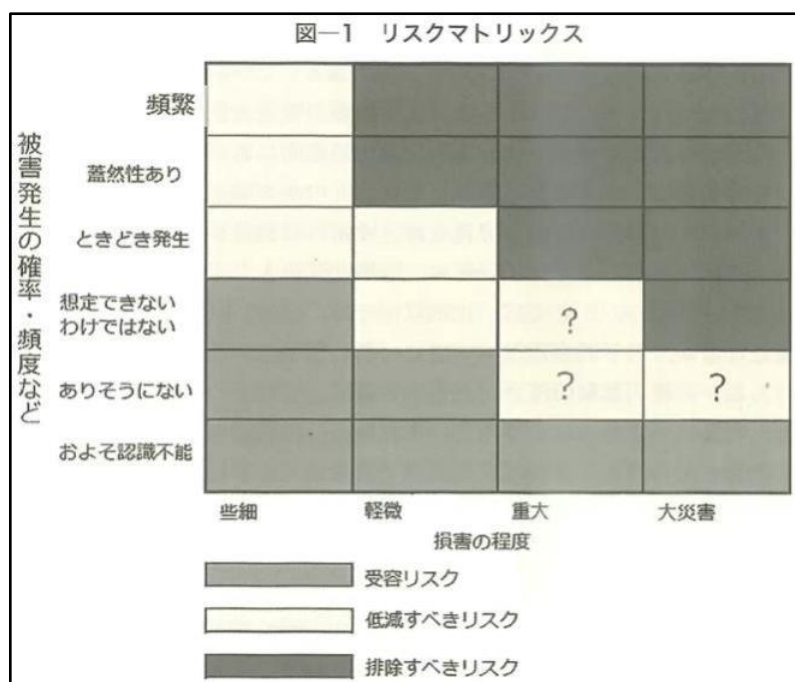 図―1 リスクマトリックス
被害発生の確率・頻度など
頻繁
蓋然性あり
ときどき発生
想定できない
わけではない
?
ありそうにない
?
?
およそ認識不能
些細
軽微
重大
大災害
損害の程度
受容リスク
低減すべきリスク
排除すべきリスク